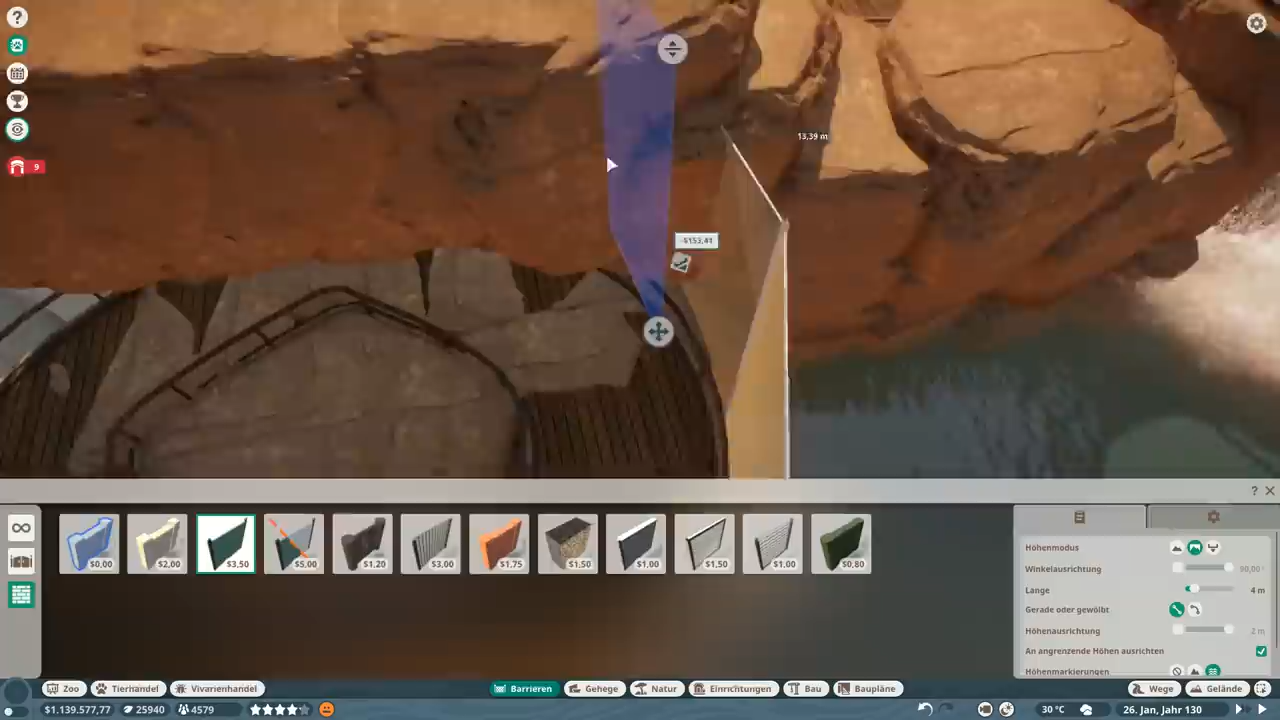 ?
9
13,39 m
-$153,41
? ×
$0,00 $2,00 $3,50 $5,00 $1,20 $3,00 $1,75 $1,50 $1,00 $1,50 $1,00 $0,80
Höhenmodus
Winkelausrichtung 90,00
Länge 4 m
Gerade oder gewölbt
Höhenausrichtung 2 m
An angrenzende Höhen ausrichten
Höhenmarkierungen
Zoo Tierhandel Vivarienhandel Barrieren Gehege Natur Einrichtungen Bau Baupläne Wege Gelände
$1.139.577,77 25940 4579 30 °C 26. Jan, Jahr 130